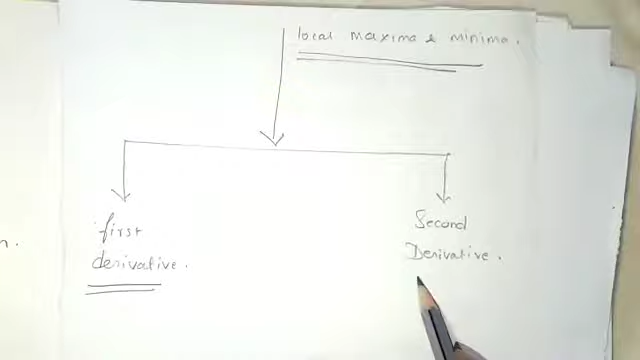 local maxima & minima.
first
derivative.
Second
Derivative.
n.